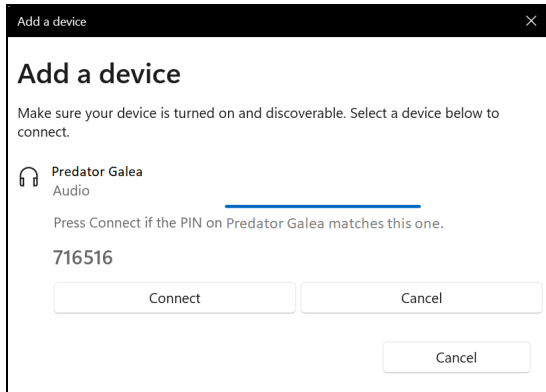 Add a device
Add a device
Make sure your device is turned on and discoverable. Select a device below to
connect.
Predator Galea
Audio
Press Connect if the PIN on Predator Galea matches this one.
716516
Connect Cancel
Cancel